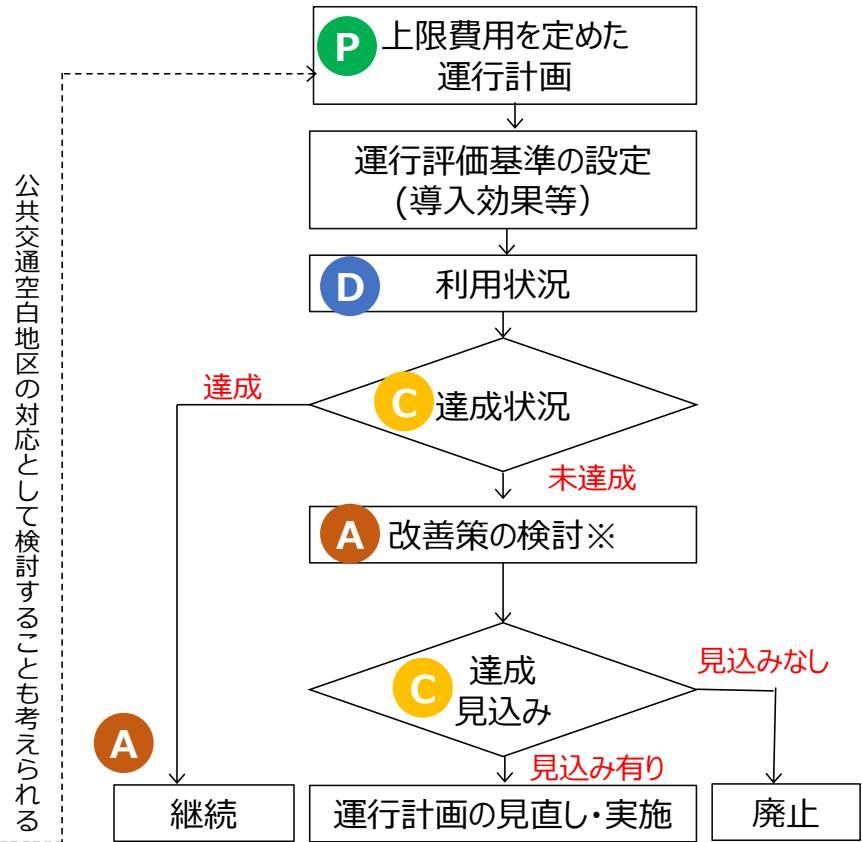 P
上限費用を定めた
運行計画
運行評価基準の設定
(導入効果等）
D
利用状況
達成
C
達成状況
未達成
A
改善策の検討※
C
達成
見込み
見込みなし
見込み有り
A
継続
運行計画の見直し・実施
廃止
公共交通空白地区の対応として検討することも考えられる